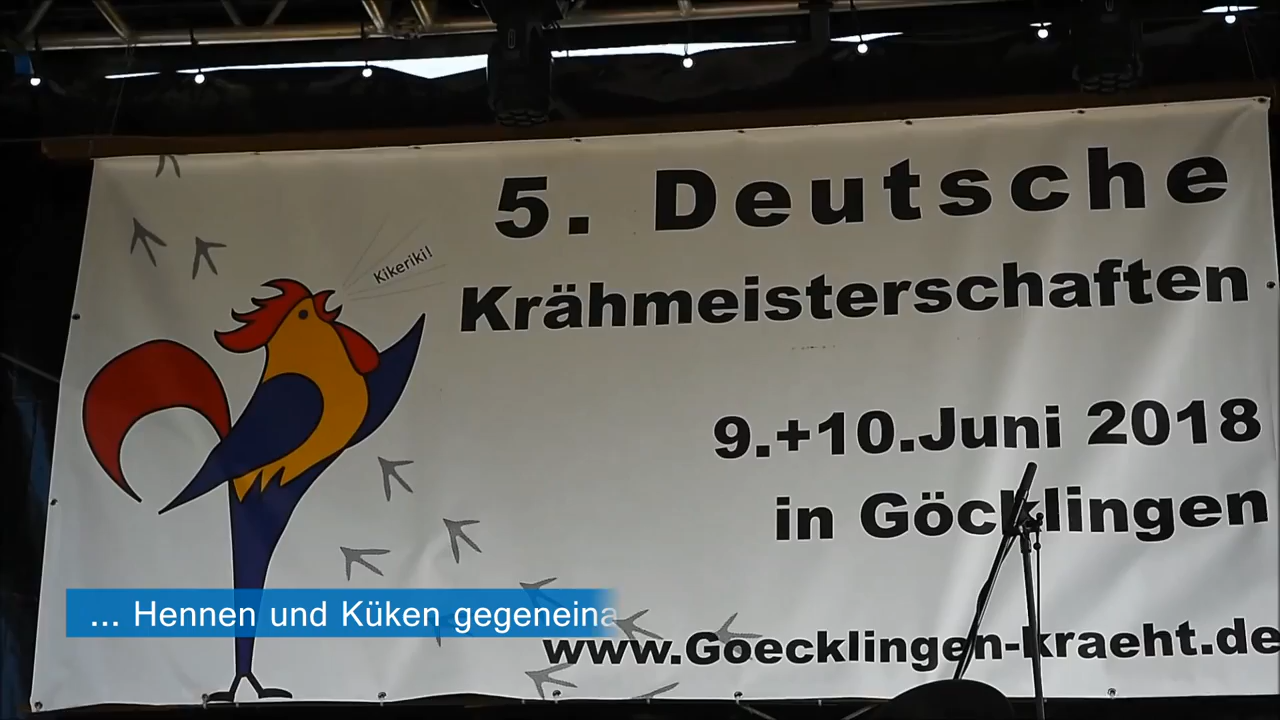 5. Deutsche
Kikeriki!
Krähmeisterschaften
9.+10.Juni 2018
in Göcklingen
... Hennen und Küken gegeneina
www.Goecklingen-kraeht.de